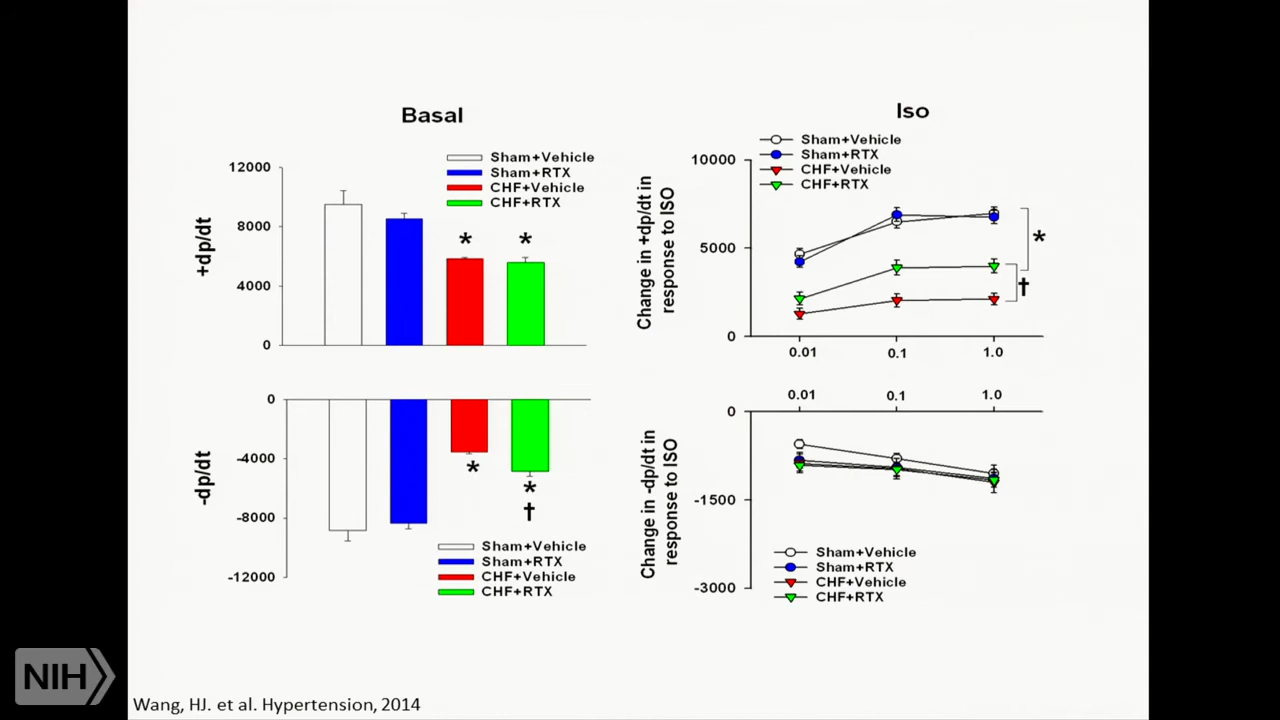 Basal
12000
8000
4000
0
+dp/dt
Sham+Vehicle
Sham+RTX
CHF+Vehicle
CHF+RTX
*
*
Iso
Sham+Vehicle
Sham+RTX
CHF+Vehicle
CHF+RTX
10000
5000
0
Change in +dp/dt in
response to ISO
*
†
0.01
0.1
1.0
0
-4000
-8000
-12000
-dp/dt
*
*
†
Sham+Vehicle
Sham+RTX
CHF+Vehicle
CHF+RTX
0.01
0.1
1.0
0
-1500
-3000
Change in -dp/dt in
response to ISO
Sham+Vehicle
Sham+RTX
CHF+Vehicle
CHF+RTX
NIH
Wang, HJ. et al. Hypertension, 2014